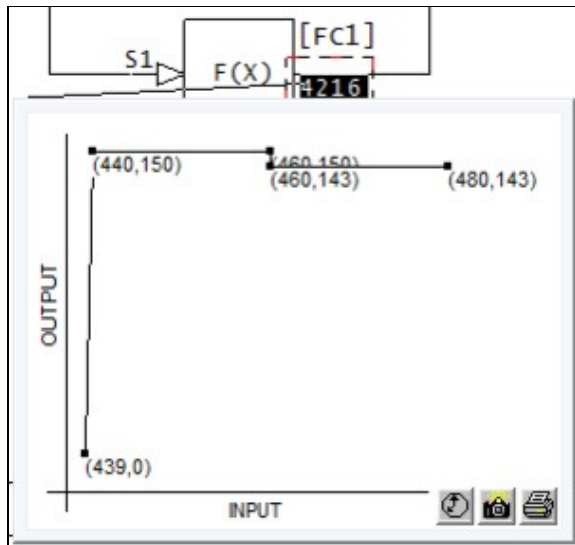 [FC1]
S1
F(X)
4216
(440,150)
(460,150)
(460,143)
(480,143)
OUTPUT
(439,0)
INPUT